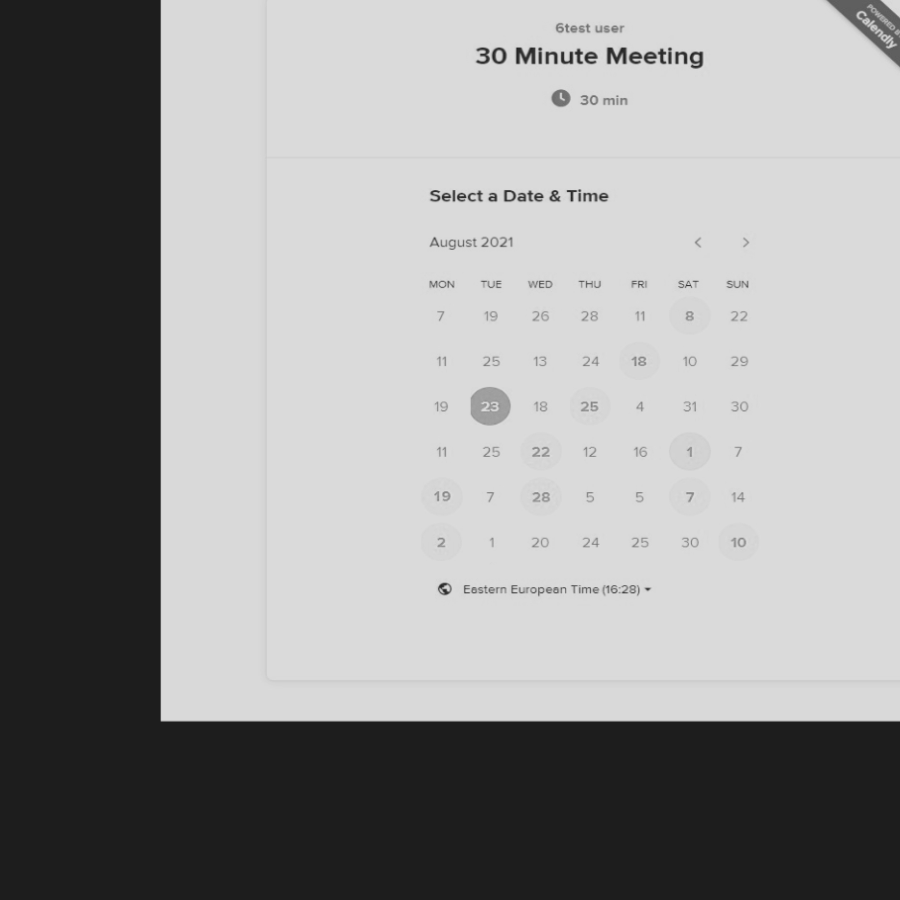 POWERED B
Calendly
6test user
30 Minute Meeting
30 min
Select a Date & Time
August 2021
MON TUE WED THU FRI SAT SUN
7 19 26 28 11 8 22
11 25 13 24 18 10 29
19 23 18 25 4 31 30
11 25 22 12 16 1 7
19 7 28 5 5 7 14
2 1 20 24 25 30 10
Eastern European Time (16:28)